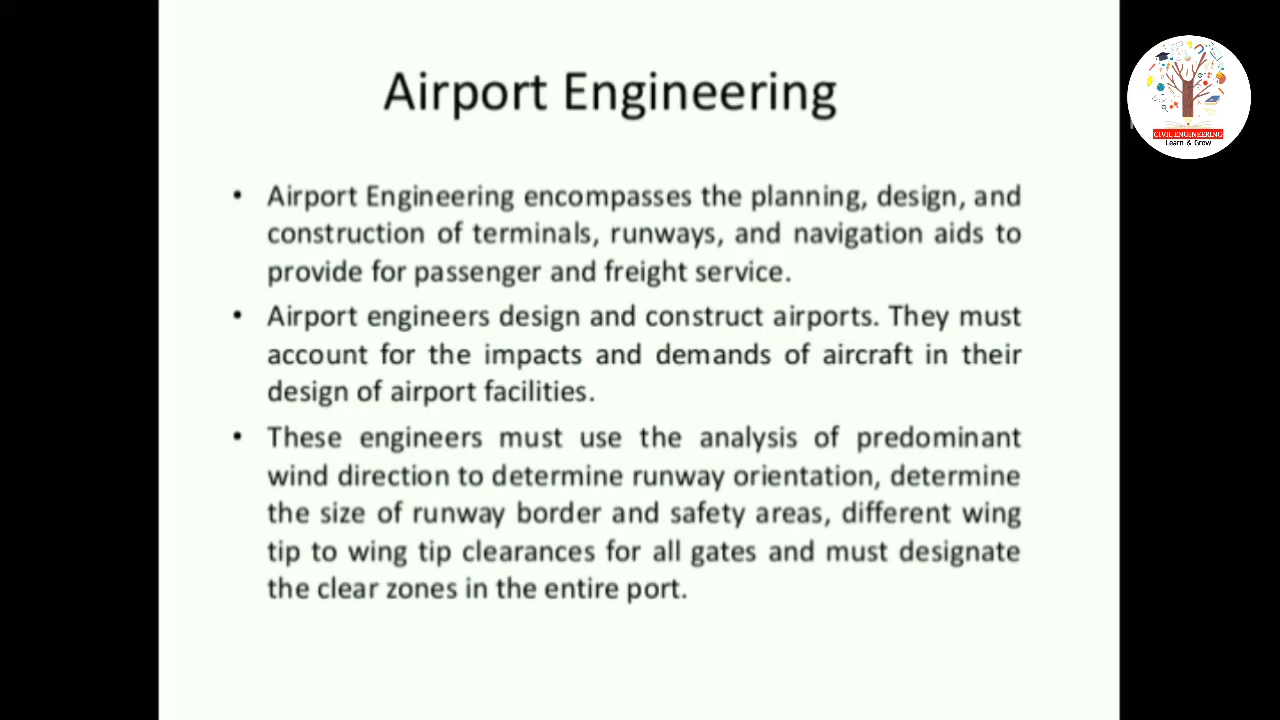 Airport Engineering
• Airport Engineering encompasses the planning, design, and
construction of terminals, runways, and navigation aids to
provide for passenger and freight service.
• Airport engineers design and construct airports. They must
account for the impacts and demands of aircraft in their
design of airport facilities.
• These engineers must use the analysis of predominant
wind direction to determine runway orientation, determine
the size of runway border and safety areas, different wing
tip to wing tip clearances for all gates and must designate
the clear zones in the entire port.
CIVIL ENGINEERING
Learn & Grow